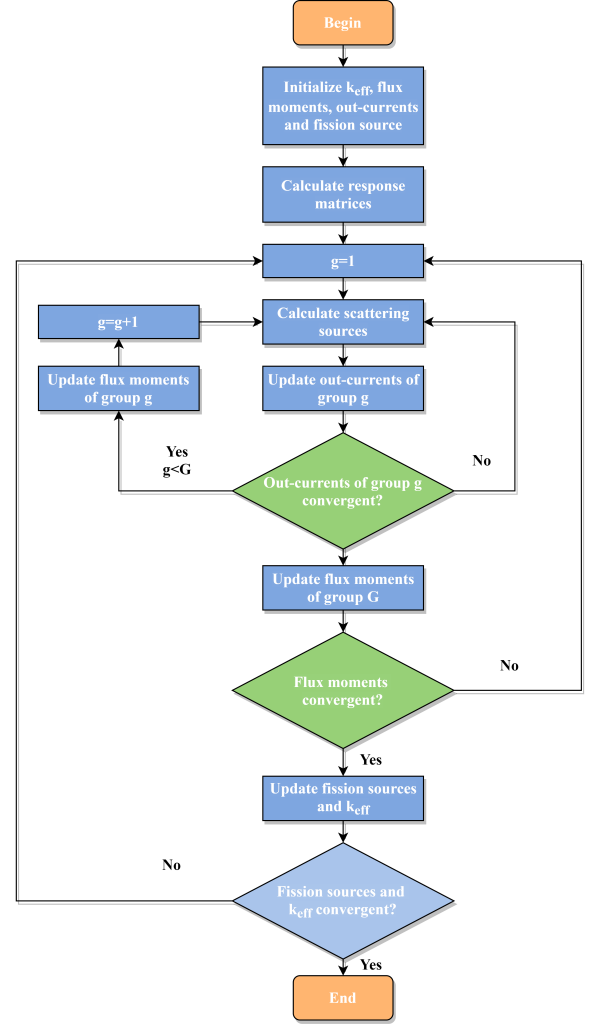 Begin
Initialize keff, flux
moments, out-currents
and fission source
Calculate response
matrices
g=1
g=g+1
Calculate scattering
sources
Update flux moments
of group g
Update out-currents of
group g
Yes
g<G
No
Out-currents of group g
convergent?
Update flux moments
of group G
No
Flux moments
convergent?
Yes
Update fission sources
and keff
No
Fission sources and
keff convergent?
Yes
End